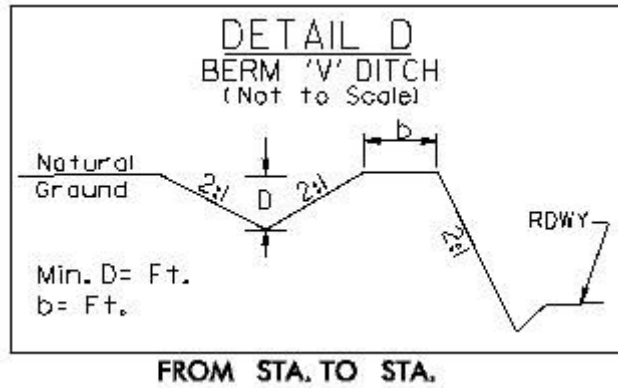 DETAIL D
BERM 'V' DITCH
(Not to Scale)
b
Natural
Ground
2:1
D
2:1
2:1
RDWY
Min. D= Ft.
b= Ft.
FROM STA. TO STA.